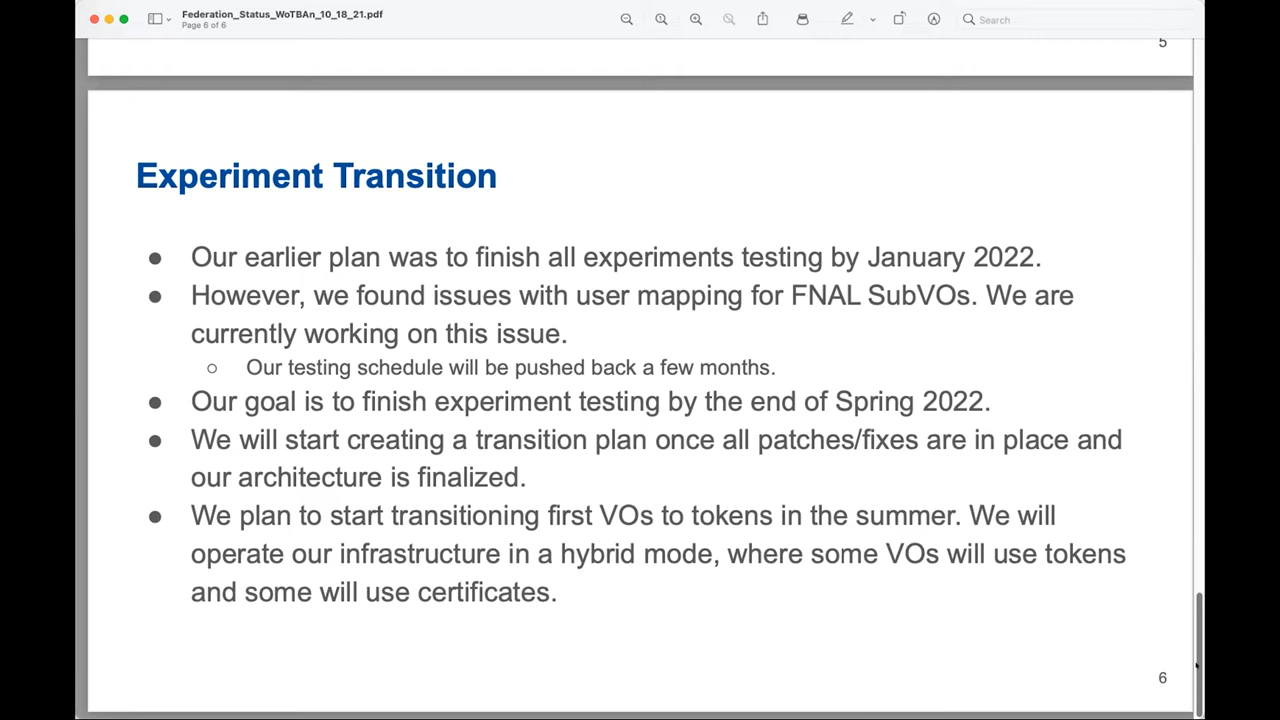 Federation_Status_WoTBAn_10_18_21.pdf
Page 6 of 6
Search
5
Experiment Transition
● Our earlier plan was to finish all experiments testing by January 2022.
● However, we found issues with user mapping for FNAL SubVOs. We are
currently working on this issue.
○ Our testing schedule will be pushed back a few months.
● Our goal is to finish experiment testing by the end of Spring 2022.
● We will start creating a transition plan once all patches/fixes are in place and
our architecture is finalized.
● We plan to start transitioning first VOs to tokens in the summer. We will
operate our infrastructure in a hybrid mode, where some VOs will use tokens
and some will use certificates.
6